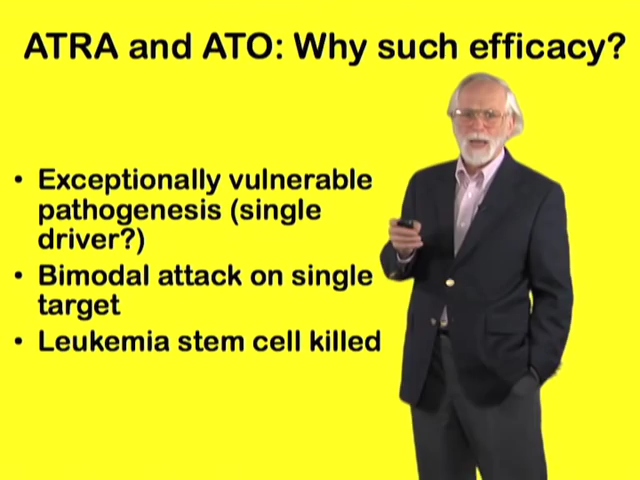 ATRA and ATO: Why such efficacy?
• Exceptionally vulnerable
pathogenesis (single
driver?)
• Bimodal attack on single
target
• Leukemia stem cell killed